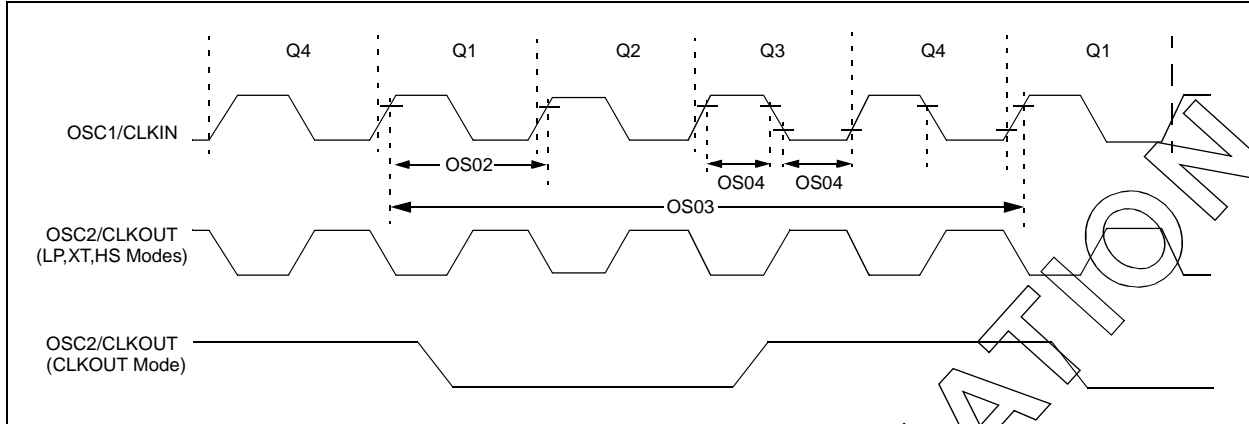 Q4 Q1 Q2 Q3 Q4 Q1
OSC1/CLKIN
OS02
OS04 OS04
OS03
OSC2/CLKOUT
(LP,XT,HS Modes)
OSC2/CLKOUT
(CLKOUT Mode)
ATION